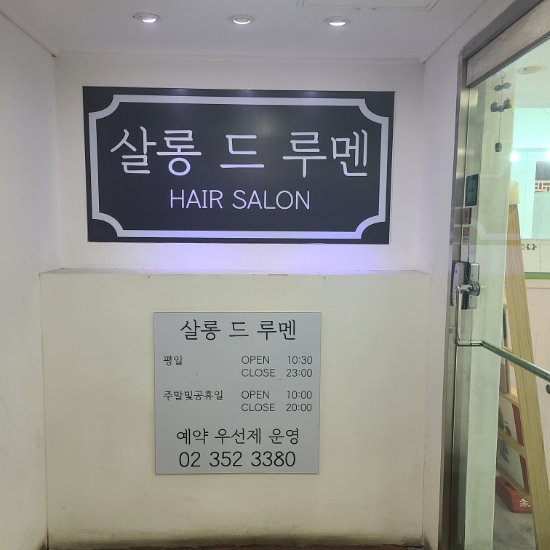 살롱 드 루멘
HAIR SALON
살롱 드 루멘
평일 OPEN 10:30
CLOSE 23:00
주말및공휴일 OPEN 10:00
CLOSE 20:00
예약 우선제 운영
02 352 3380